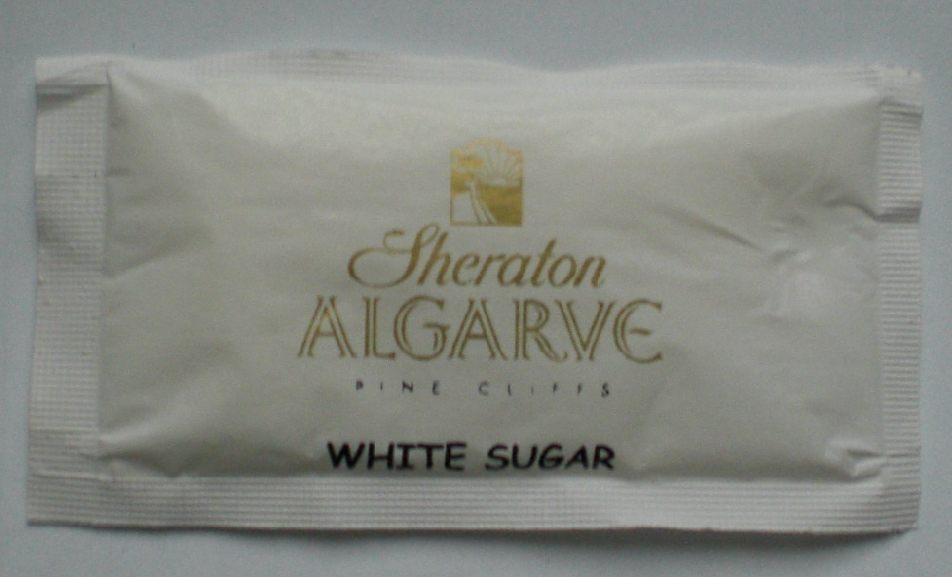 Sheraton
ALGARVE
PINE CLIFFS
WHITE SUGAR